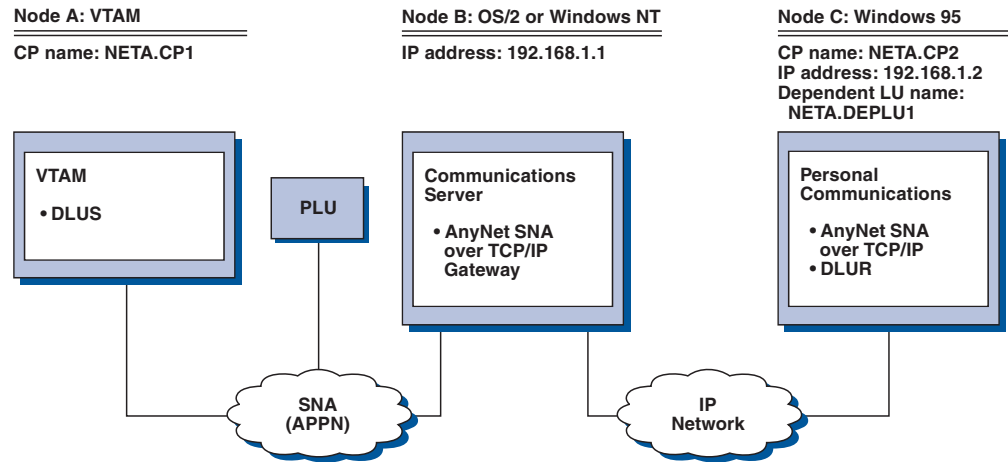 Node A: VTAM
CP name: NETA.CP1
Node B: OS/2 or Windows NT
IP address: 192.168.1.1
Node C: Windows 95
CP name: NETA.CP2
IP address: 192.168.1.2
Dependent LU name:
NETA.DEPLU1
VTAM
• DLUS
PLU
Communications
Server
• AnyNet SNA
over TCP/IP
Gateway
Personal
Communications
• AnyNet SNA
over TCP/IP
• DLUR
SNA
(APPN)
IP
Network